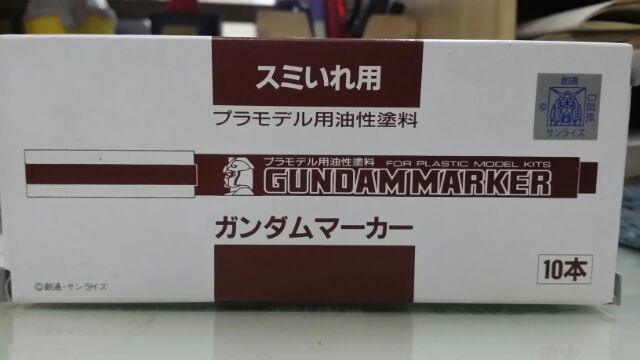 スミいれ用
プラモデル用油性塗料
創通
©
サンライズ
プラモデル用油性塗料 FOR PLASTIC MODEL KITS
GUNDAM MARKER
ガンダムマーカー
©創通・サンライズ
10本